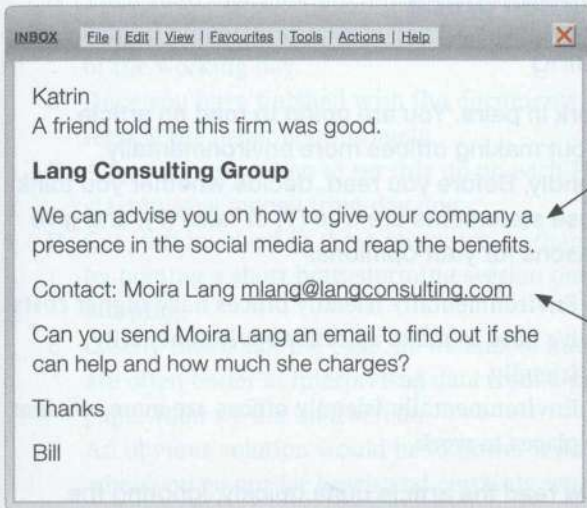 INBOX File | Edit | View | Favourites | Tools | Actions | Help
Katrin
A friend told me this firm was good.
Lang Consulting Group
We can advise you on how to give your company a
presence in the social media and reap the benefits.
Contact: Moira Lang mlang@langconsulting.com
Can you send Moira Lang an email to find out if she
can help and how much she charges?
Thanks
Bill